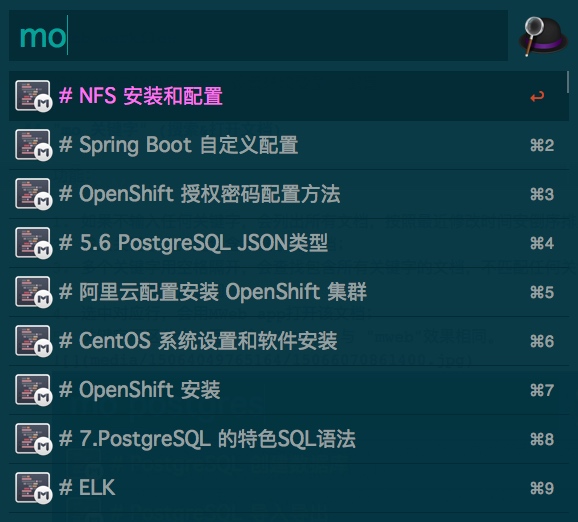 mo
# NFS 安装和配置 ↩
# Spring Boot 自定义配置 ⌘2
# OpenShift 授权密码配置方法 ⌘3
# 5.6 PostgreSQL JSON类型 ⌘4
# 阿里云配置安装 OpenShift 集群 ⌘5
# CentOS 系统设置和软件安装 ⌘6
# OpenShift 安装 ⌘7
# 7.PostgreSQL 的特色SQL语法 ⌘8
# ELK ⌘9